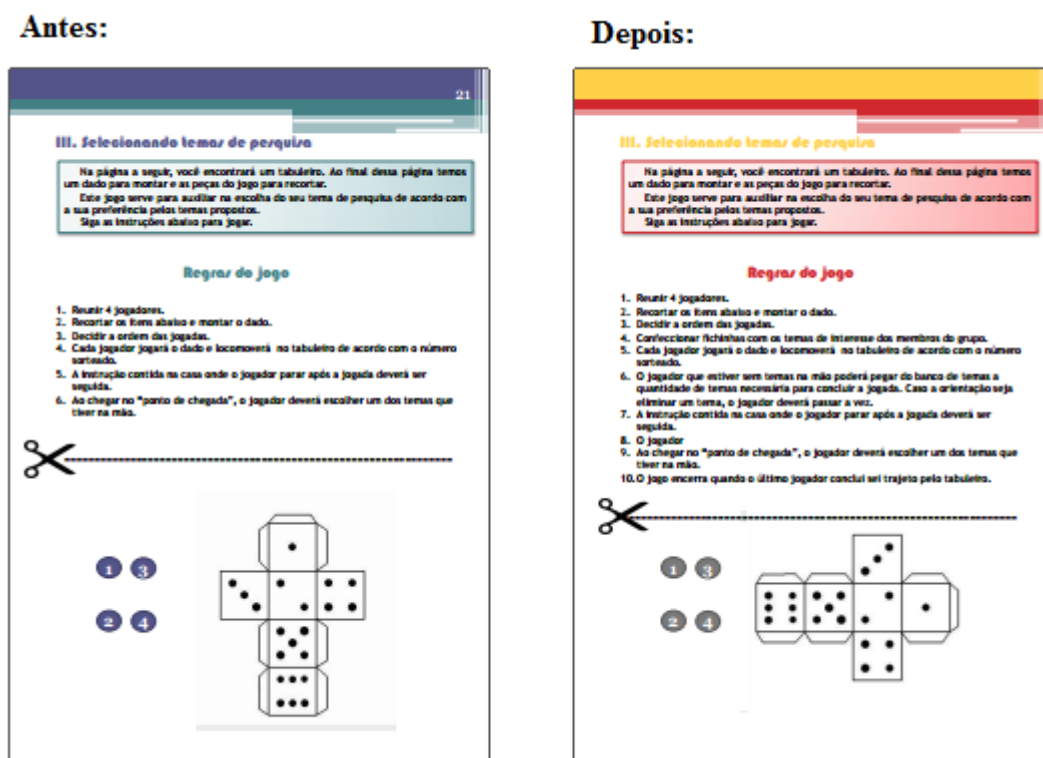 Antes:
21
III. Selecionando temas de pesquisa
Na página a seguir, você encontrará um tabuleiro. Ao final dessa página temos
um dado para montar e as peças do jogo para recortar.
Este jogo serve para auxiliar na escolha do seu tema de pesquisa de acordo com
a sua preferência pelos temas propostos.
Siga as instruções abaixo para jogar.
Regras do jogo
1. Reunir 4 jogadores.
2. Recortar os itens abaixo e montar o dado.
3. Decidir a ordem das jogadas.
4. Cada jogador jogará o dado e locomoverá no tabuleiro de acordo com o número
sorteado.
5. A instrução contida na casa onde o jogador parar após a jogada deverá ser
seguida.
6. Ao chegar no "ponto de chegada", o jogador deverá escolher um dos temas que
tiver na mão.
1 3
2 4
Depois:
III. Selecionando temas de pesquisa
Na página a seguir, você encontrará um tabuleiro. Ao final dessa página temos
um dado para montar e as peças do jogo para recortar.
Este jogo serve para auxiliar na escolha do seu tema de pesquisa de acordo com
a sua preferência pelos temas propostos.
Siga as instruções abaixo para jogar.
Regras do jogo
1. Reunir 4 jogadores.
2. Recortar os itens abaixo e montar o dado.
3. Decidir a ordem das jogadas.
4. Confeccionar fichinhas com os temas de interesse dos membros do grupo.
5. Cada jogador jogará o dado e locomoverá no tabuleiro de acordo com o número
sorteado.
6. O jogador que estiver sem temas na mão poderá pegar do banco de temas a
quantidade de temas necessária para concluir a jogada. Caso a orientação seja
eliminar um tema, o jogador deverá passar a vez.
7. A instrução contida na casa onde o jogador parar após a jogada deverá ser
seguida.
8. O jogador
9. Ao chegar no "ponto de chegada", o jogador deverá escolher um dos temas que
tiver na mão.
10. O jogo encerra quando o último jogador conclui sei trajeto pelo tabuleiro.
1 3
2 4